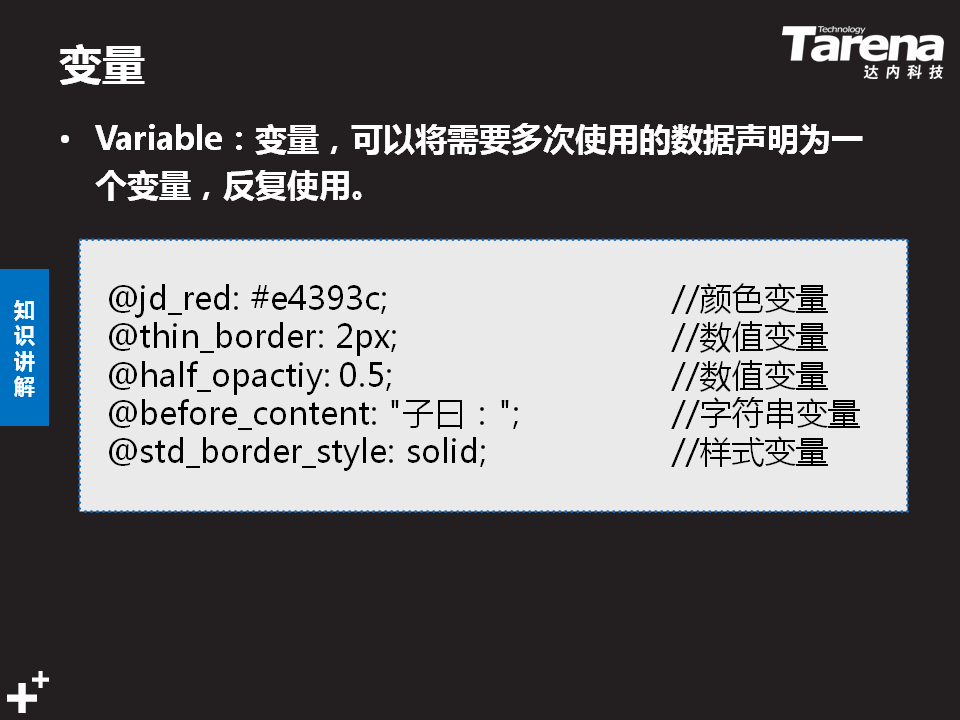 变量
Technology
Tarena
达内科技
• Variable：变量，可以将需要多次使用的数据声明为一
个变量，反复使用。
知识讲解
@jd_red: #e4393c; //颜色变量
@thin_border: 2px; //数值变量
@half_opactiy: 0.5; //数值变量
@before_content: "子曰："; //字符串变量
@std_border_style: solid; //样式变量